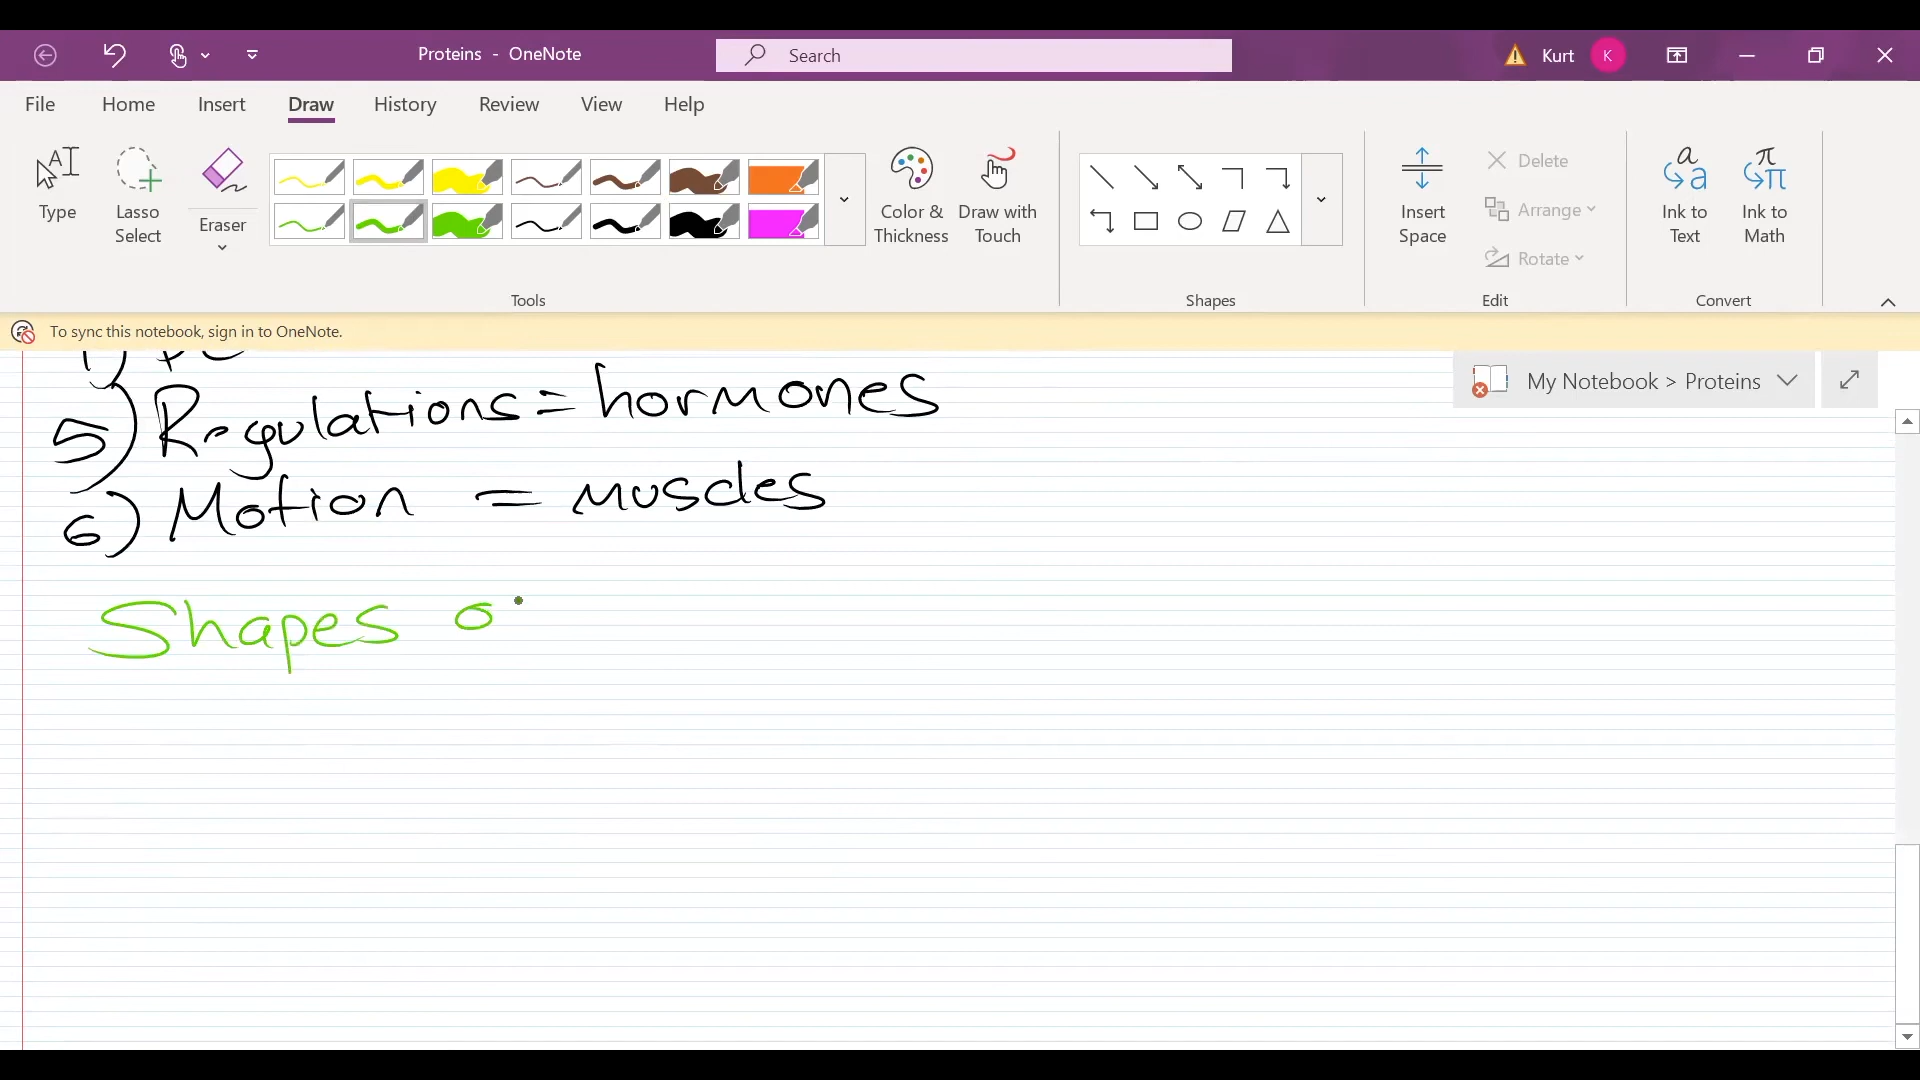 Proteins - OneNote
Search
Kurt
K
File Home Insert Draw History Review View Help
Type
Lasso Select
Eraser
Color & Thickness
Draw with Touch
Insert Space
Delete
Arrange
Rotate
Ink to Text
Ink to Math
Tools
Shapes
Edit
Convert
To sync this notebook, sign in to OneNote.
My Notebook > Proteins
5) Regulations = hormones
6) Motion = muscles
Shapes o